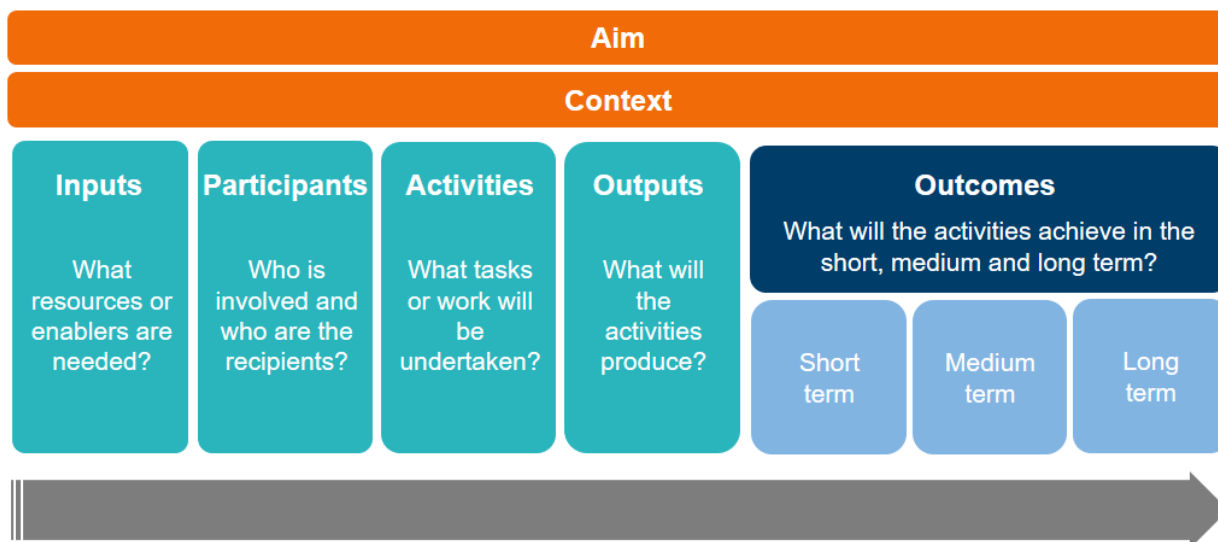 Aim
Context
Inputs
What
resources or
enablers are
needed?
Participants
Who is
involved and
who are the
recipients?
Activities
What tasks
or work will
be
undertaken?
Outputs
What will
the
activities
produce?
Outcomes
What will the activities achieve in the
short, medium and long term?
Short
term
Medium
term
Long
term